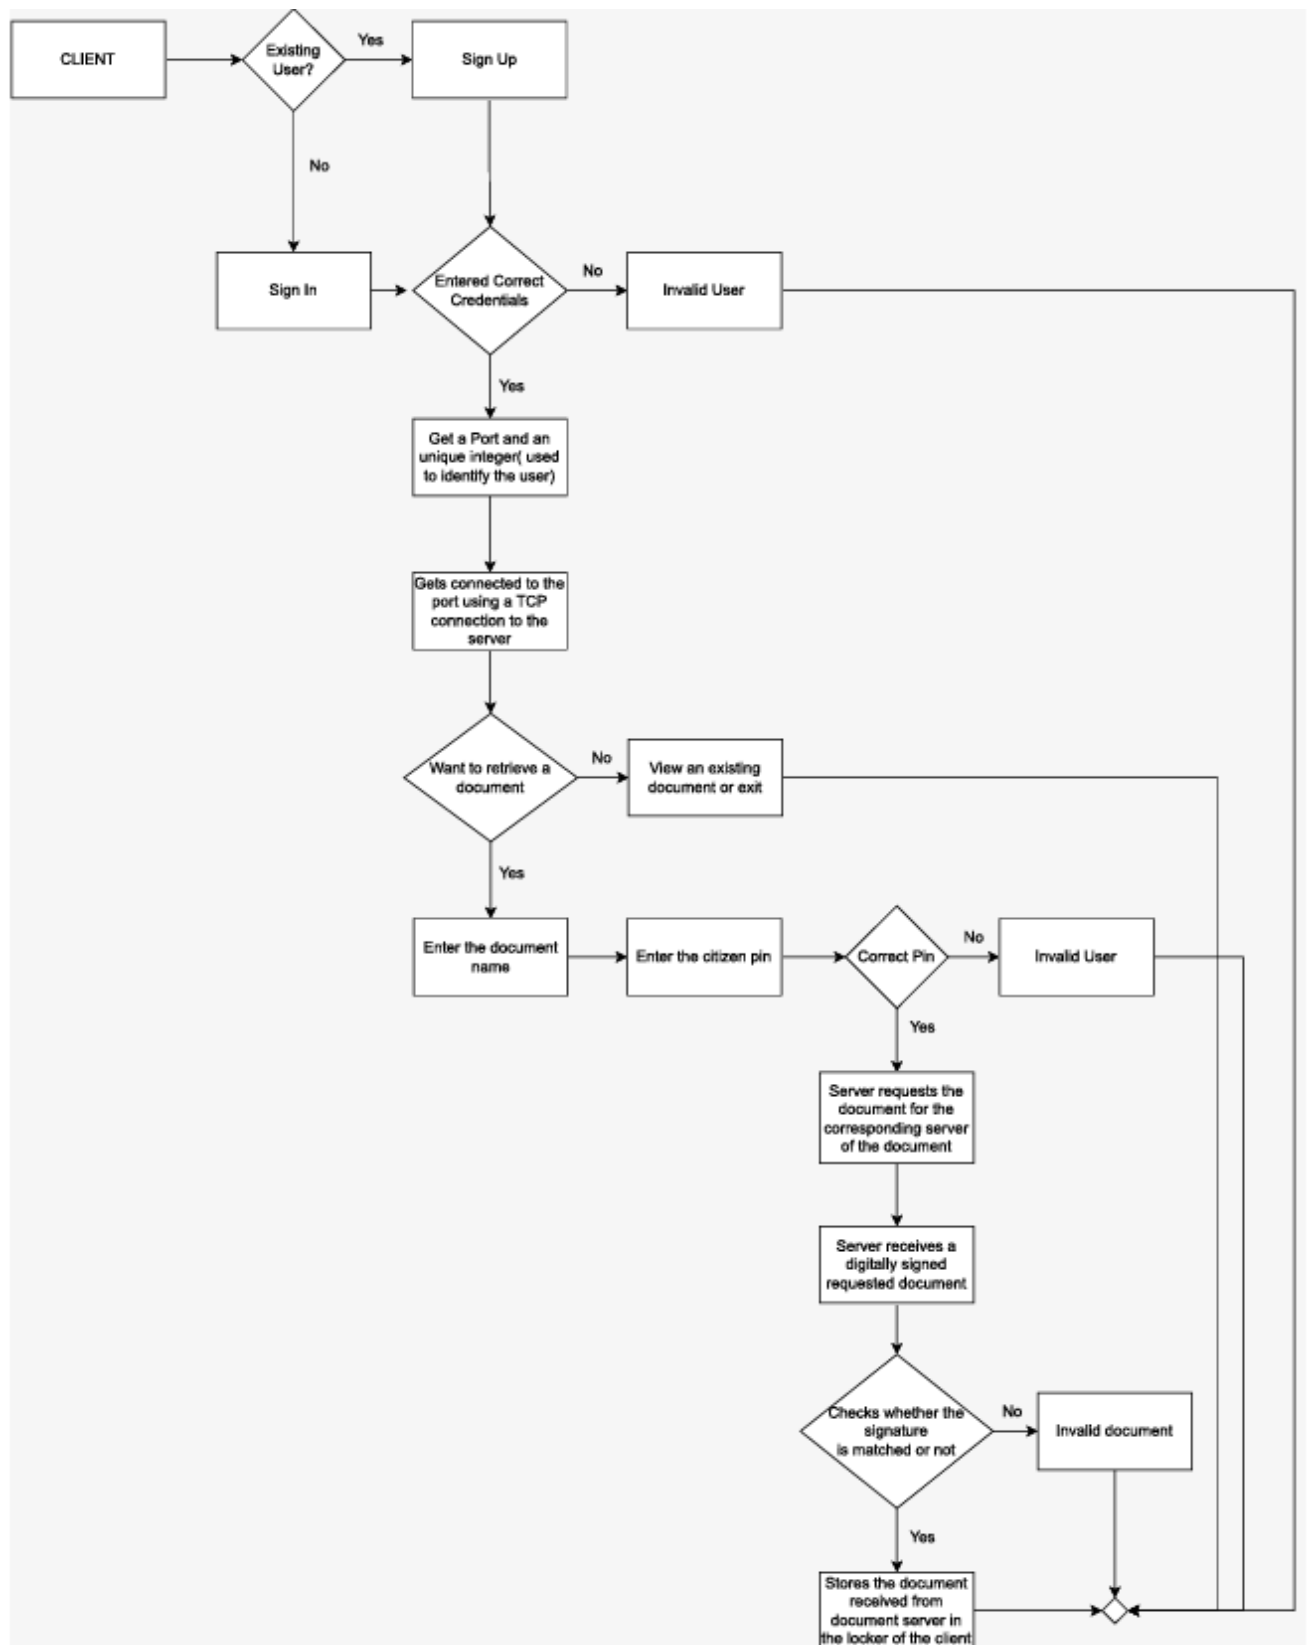 CLIENT
Existing
User?
Yes
Sign Up
No
Sign In
Entered Correct
Credentials
No
Invalid User
Yes
Get a Port and an
unique integer( used
to identify the user)
Gets connected to the
port using a TCP
connection to the
server
Want to retrieve a
document
No
View an existing
document or exit
Yes
Enter the document
name
Enter the citizen pin
Correct Pin
No
Invalid User
Yes
Server requests the
document for the
corresponding server
of the document
Server receives a
digitally signed
requested document
Checks whether the
signature
is matched or not
No
Invalid document
Yes
Stores the document
received from
document server in
the locker of the client